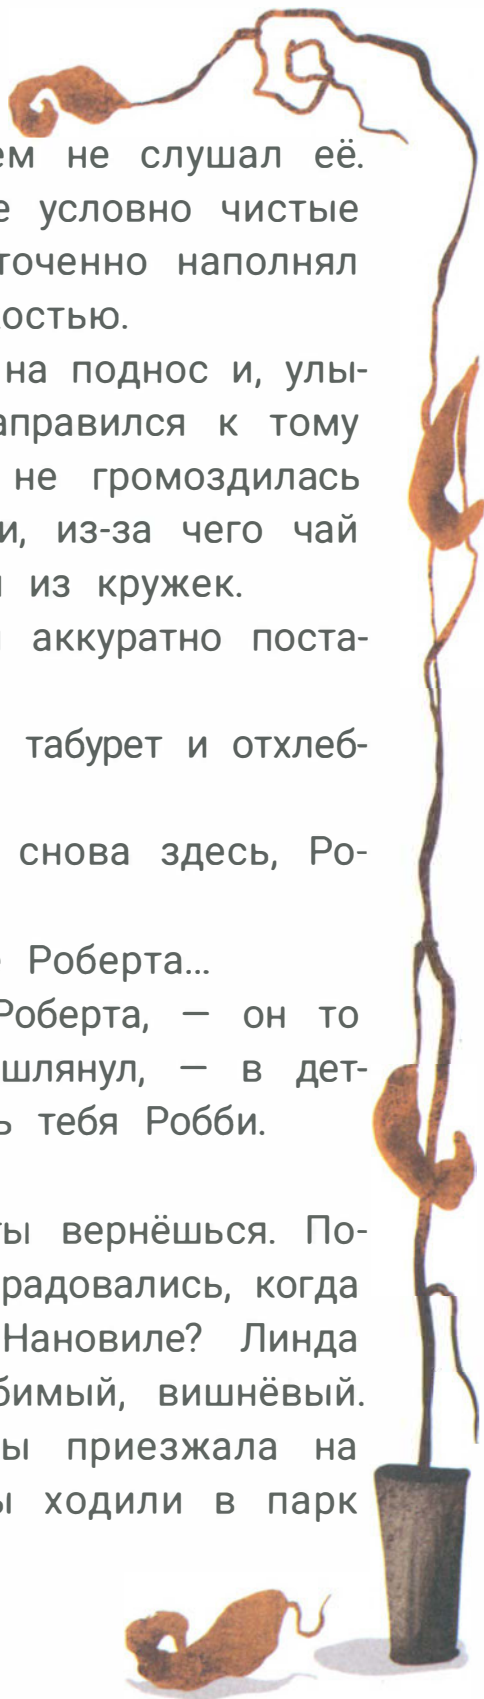 ем не слушал её.
е условно чистые
точенно наполнял
остью.
на поднос и, улы-
аправился к тому
не громоздилась
и, из-за чего чай
из кружек.
аккуратно поста-
табурет и отхлеб-
снова здесь, Ро-
Роберта...
Роберта, — он то
шлянул, — в дет-
ь тебя Робби.
ты вернёшься. По-
радовались, когда
Нановиле? Линда
бимый, вишнёвый.
ы приезжала на
ы ходили в парк